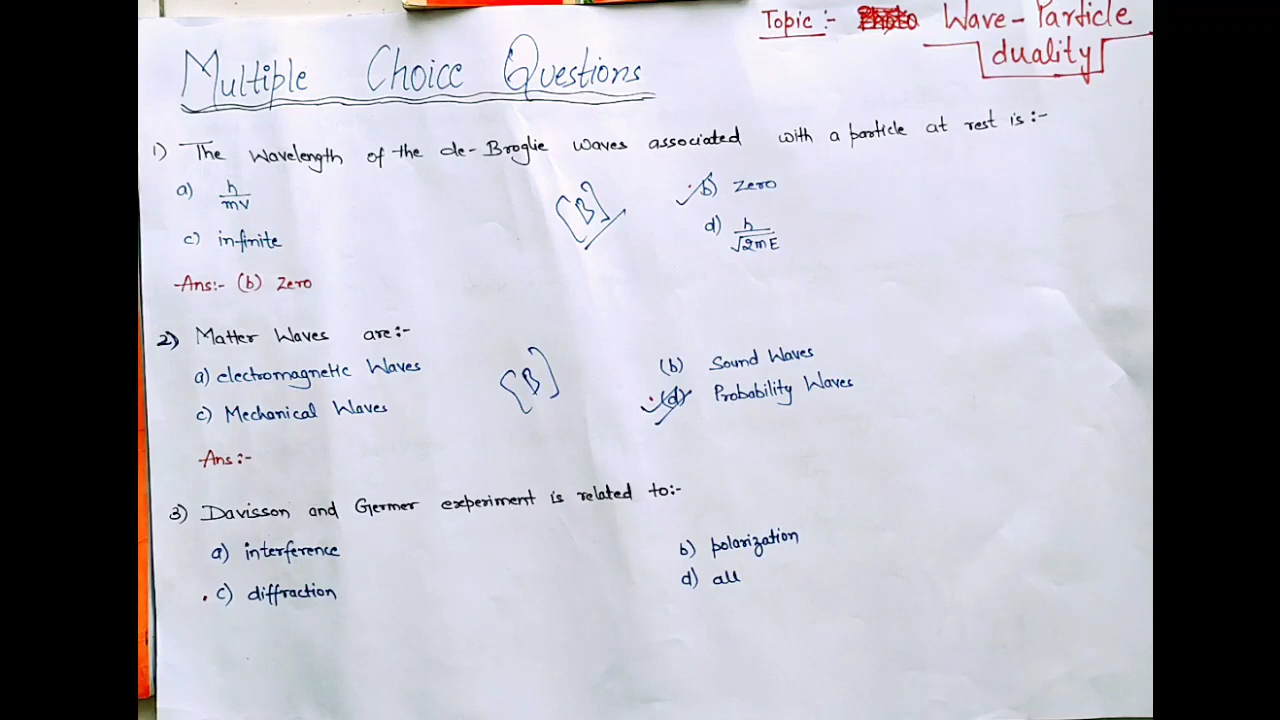 Topic :- Wave - Particle
duality
Multiple Choice Questions
1) The Wavelength of the de-Broglie waves associated with a particle at rest is :-
a) h/mv
b) Zero
[B]
c) infinite
d) h/√2mE
Ans:- (b) Zero
2) Matter Waves are:-
a) electromagnetic Waves
(b) Sound Waves
[B]
c) Mechanical Waves
(d) Probability Waves
Ans:-
3) Davisson and Germer experiment is related to:-
a) interference
b) polarization
c) diffraction
d) all